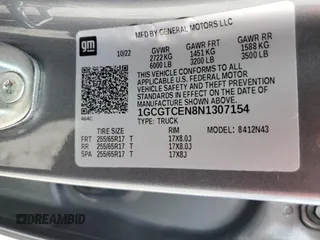 MFD BY GENERAL MOTORS LLC
gm
10/22 GVWR GAWR FRT GAWR RR
2722 KG 1451 KG 1588 KG
6000 LB 3200 LB 3500 LB
THIS VEHICLE CONFORMS TO ALL
APPLICABLE U.S. FEDERAL MOTOR
VEHICLE SAFETY AND THEFT PREVENTION
STANDARDS IN EFFECT ON THE DATE OF
MANUFACTURE SHOWN ABOVE.
1GCGTCEN8N1307154
TYPE: TRUCK
TIRE SIZE RIM MODEL: 8412N43
FRT 255/65R17 T 17X8.0J
RR 255/65R17 T 17X8.0J
SPA 255/65R17 T 17X8J
DREAMBID